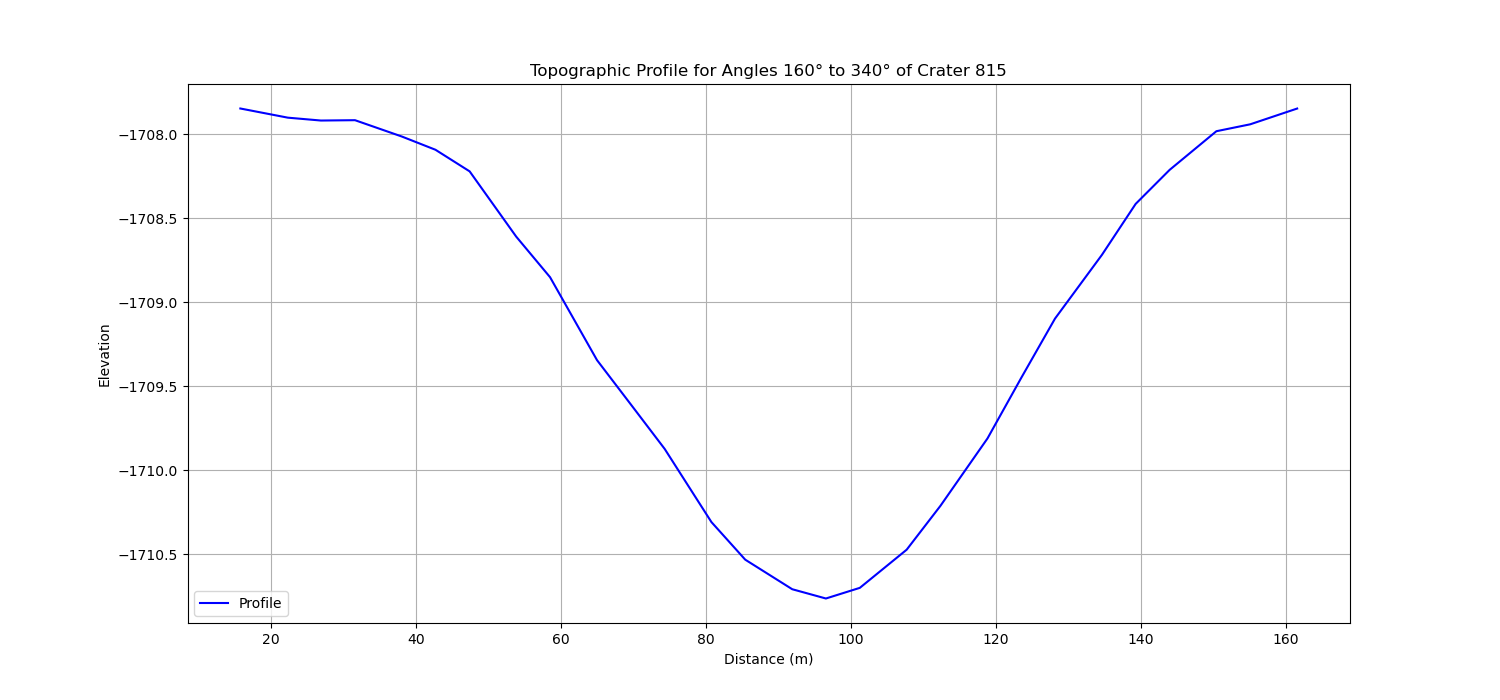 Topographic Profile for Angles 160° to 340° of Crater 815
−1708.0
−1708.5
−1709.0
−1709.5
−1710.0
−1710.5
Elevation
Profile
20 40 60 80 100 120 140 160
Distance (m)